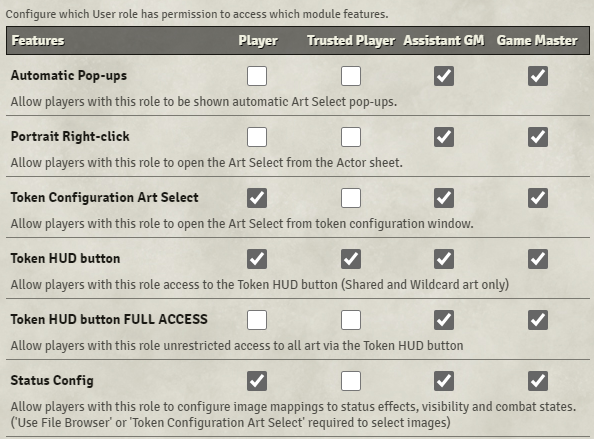 Configure which User role has permission to access which module features.
Features Player Trusted Player Assistant GM Game Master
Automatic Pop-ups
Allow players with this role to be shown automatic Art Select pop-ups.
Portrait Right-click
Allow players with this role to open the Art Select from the Actor sheet.
Token Configuration Art Select
Allow players with this role to open the Art Select from token configuration window.
Token HUD button
Allow players with this role access to the Token HUD button (Shared and Wildcard art only)
Token HUD button FULL ACCESS
Allow players with this role unrestricted access to all art via the Token HUD button
Status Config
Allow players with this role to configure image mappings to status effects, visibility and combat states.
('Use File Browser' or 'Token Configuration Art Select' required to select images)